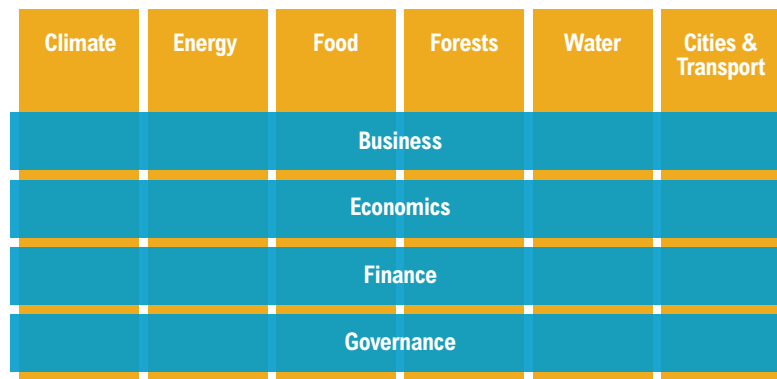 Climate
Energy
Food
Forests
Water
Cities &
Transport
Business
Economics
Finance
Governance